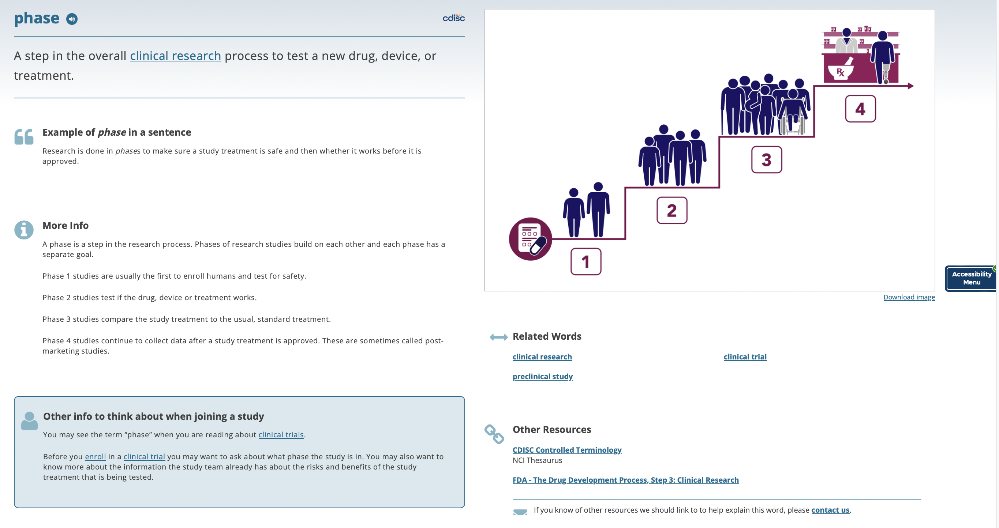 phase
cdisc
A step in the overall clinical research process to test a new drug, device, or
treatment.
Example of phase in a sentence
Research is done in phases to make sure a study treatment is safe and then whether it works before it is
approved.
More Info
A phase is a step in the research process. Phases of research studies build on each other and each phase has a
separate goal.
Phase 1 studies are usually the first to enroll humans and test for safety.
Phase 2 studies test if the drug, device or treatment works.
Phase 3 studies compare the study treatment to the usual, standard treatment.
Phase 4 studies continue to collect data after a study treatment is approved. These are sometimes called post-
marketing studies.
Other info to think about when joining a study
You may see the term “phase” when you are reading about clinical trials.
Before you enroll in a clinical trial you may want to ask about what phase the study is in. You may also want to
know more about the information the study team already has about the risks and benefits of the study
treatment that is being tested.
1
2
3
4
Rx
Accessibility
Menu
Download image
Related Words
clinical research
clinical trial
preclinical study
Other Resources
CDISC Controlled Terminology
NCI Thesaurus
FDA - The Drug Development Process, Step 3: Clinical Research
If you know of other resources we should link to to help explain this word, please contact us.